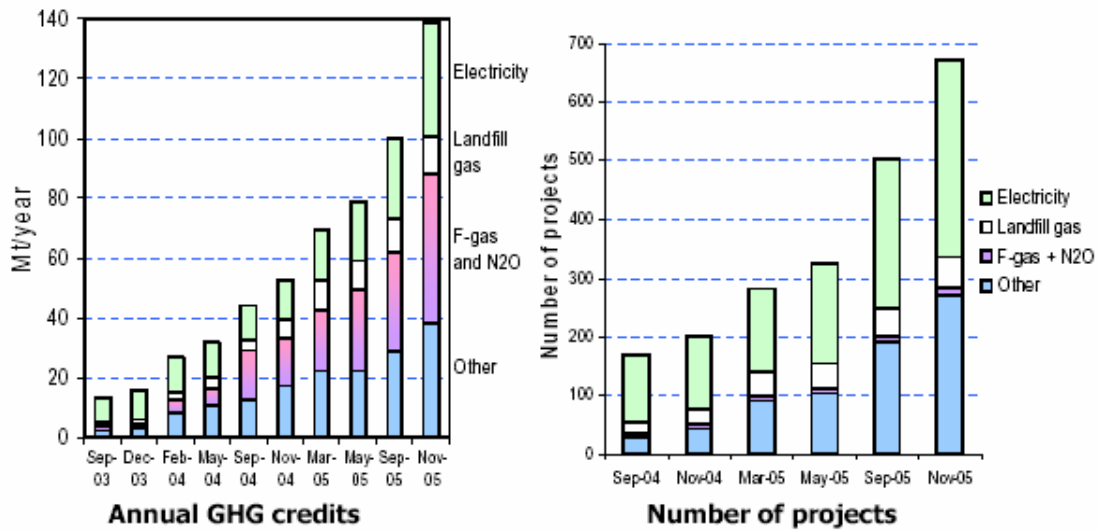 140
120
100
80
60
40
20
0
Mt/year
Electricity
Landfill
gas
F-gas
and N2O
Other
Sep- Dec- Feb- May- Sep- Nov- Mar- May- Sep- Nov-
03 03 04 04 04 04 05 05 05 05
Annual GHG credits
700
600
500
400
300
200
100
0
Number of projects
Electricity
Landfill gas
F-gas + N2O
Other
Sep-04 Nov-04 Mar-05 May-05 Sep-05 Nov-05
Number of projects